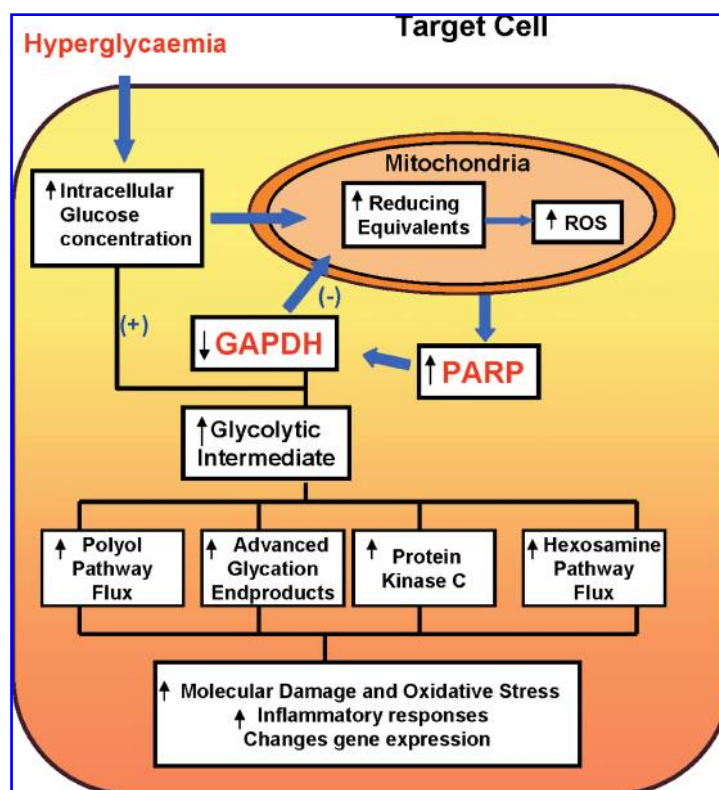 Target Cell
Hyperglycaemia
Mitochondria
↑ Intracellular
Glucose
concentration
↑ Reducing
Equivalents
↑ ROS
(-)
(+)
↓ GAPDH
↑ PARP
↑ Glycolytic
Intermediate
↑ Polyol
Pathway
Flux
↑ Advanced
Glycation
Endproducts
↑ Protein
Kinase C
↑ Hexosamine
Pathway
Flux
↑ Molecular Damage and Oxidative Stress
↑ Inflammatory responses
Changes gene expression